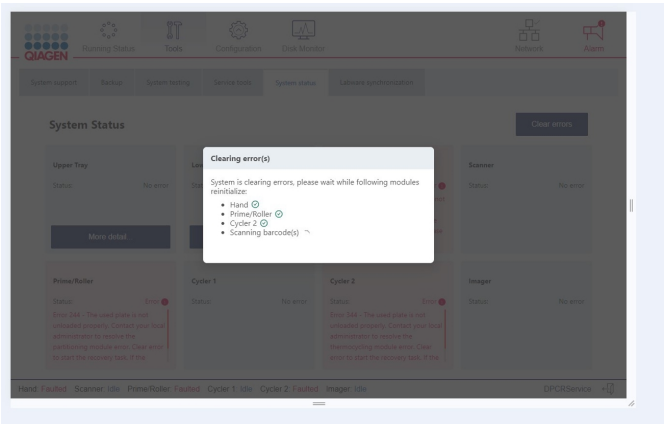 QIAGEN
Running Status
Tools
Configuration
Disk Monitor
Network
Alarm
System support
Backup
System testing
Service tools
System status
Labware synchronization
System Status
Clear errors
Upper Tray
Status:
No error
More detail
Clearing error(s)
System is clearing errors, please wait while following modules
reinitialize:
• Hand
• Prime/Roller
• Cycler 2
• Scanning barcode(s)
Scanner
Status:
No error
Prime/Roller
Status:
Error
Error 344 - The used plate is not
unloaded properly. Contact your local
administrator to resolve the
partitioning module error. Clear error
to start the recovery task. If the
Cycler 1
Status:
No error
Cycler 2
Status:
Error
Error 344 - The used plate is not
unloaded properly. Contact your local
administrator to resolve the
thermocycling module error. Clear
error to start the recovery task. If the
Imager
Status:
No error
Hand Faulted Scanner Idle Prime/Roller Faulted Cycler 1 Idle Cycler 2 Faulted Imager Idle
DPCRService